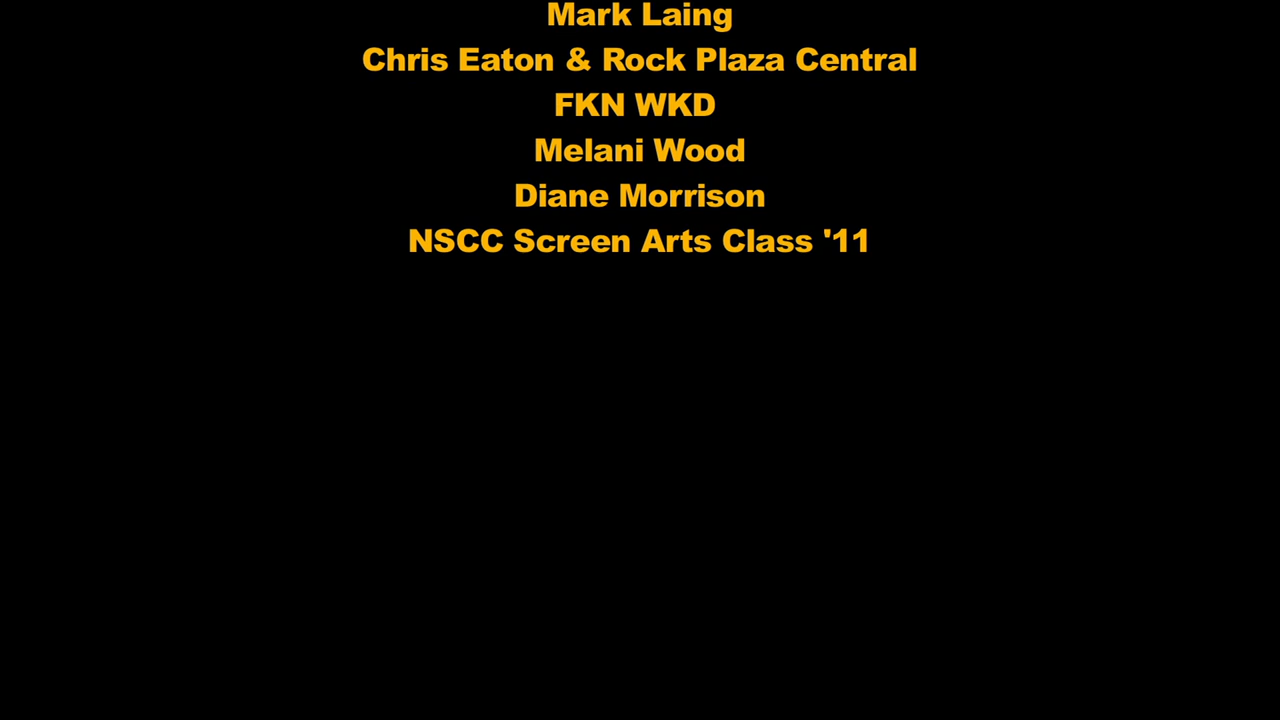 Mark Laing
Chris Eaton & Rock Plaza Central
FKN WKD
Melani Wood
Diane Morrison
NSCC Screen Arts Class '11